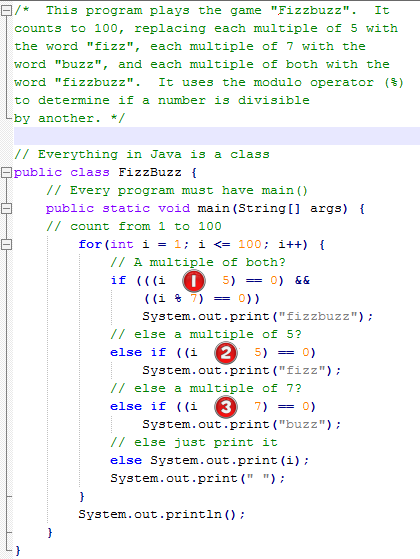 /*  This program plays the game "Fizzbuzz".  It
counts to 100, replacing each multiple of 5 with
the word "fizz", each multiple of 7 with the
word "buzz", and each multiple of both with the
word "fizzbuzz".  It uses the modulo operator (%)
to determine if a number is divisible
by another. */
// Everything in Java is a class
public class FizzBuzz {
// Every program must have main()
public static void main(String[] args) {
// count from 1 to 100
for(int i = 1; i <= 100; i++) {
// A multiple of both?
if (((i 1 5) == 0) &&
((i % 7) == 0))
System.out.print("fizzbuzz");
// else a multiple of 5?
else if ((i 2 5) == 0)
System.out.print("fizz");
// else a multiple of 7?
else if ((i 3 7) == 0)
System.out.print("buzz");
// else just print it
else System.out.print(i);
System.out.print(" ");
}
System.out.println();
}
}